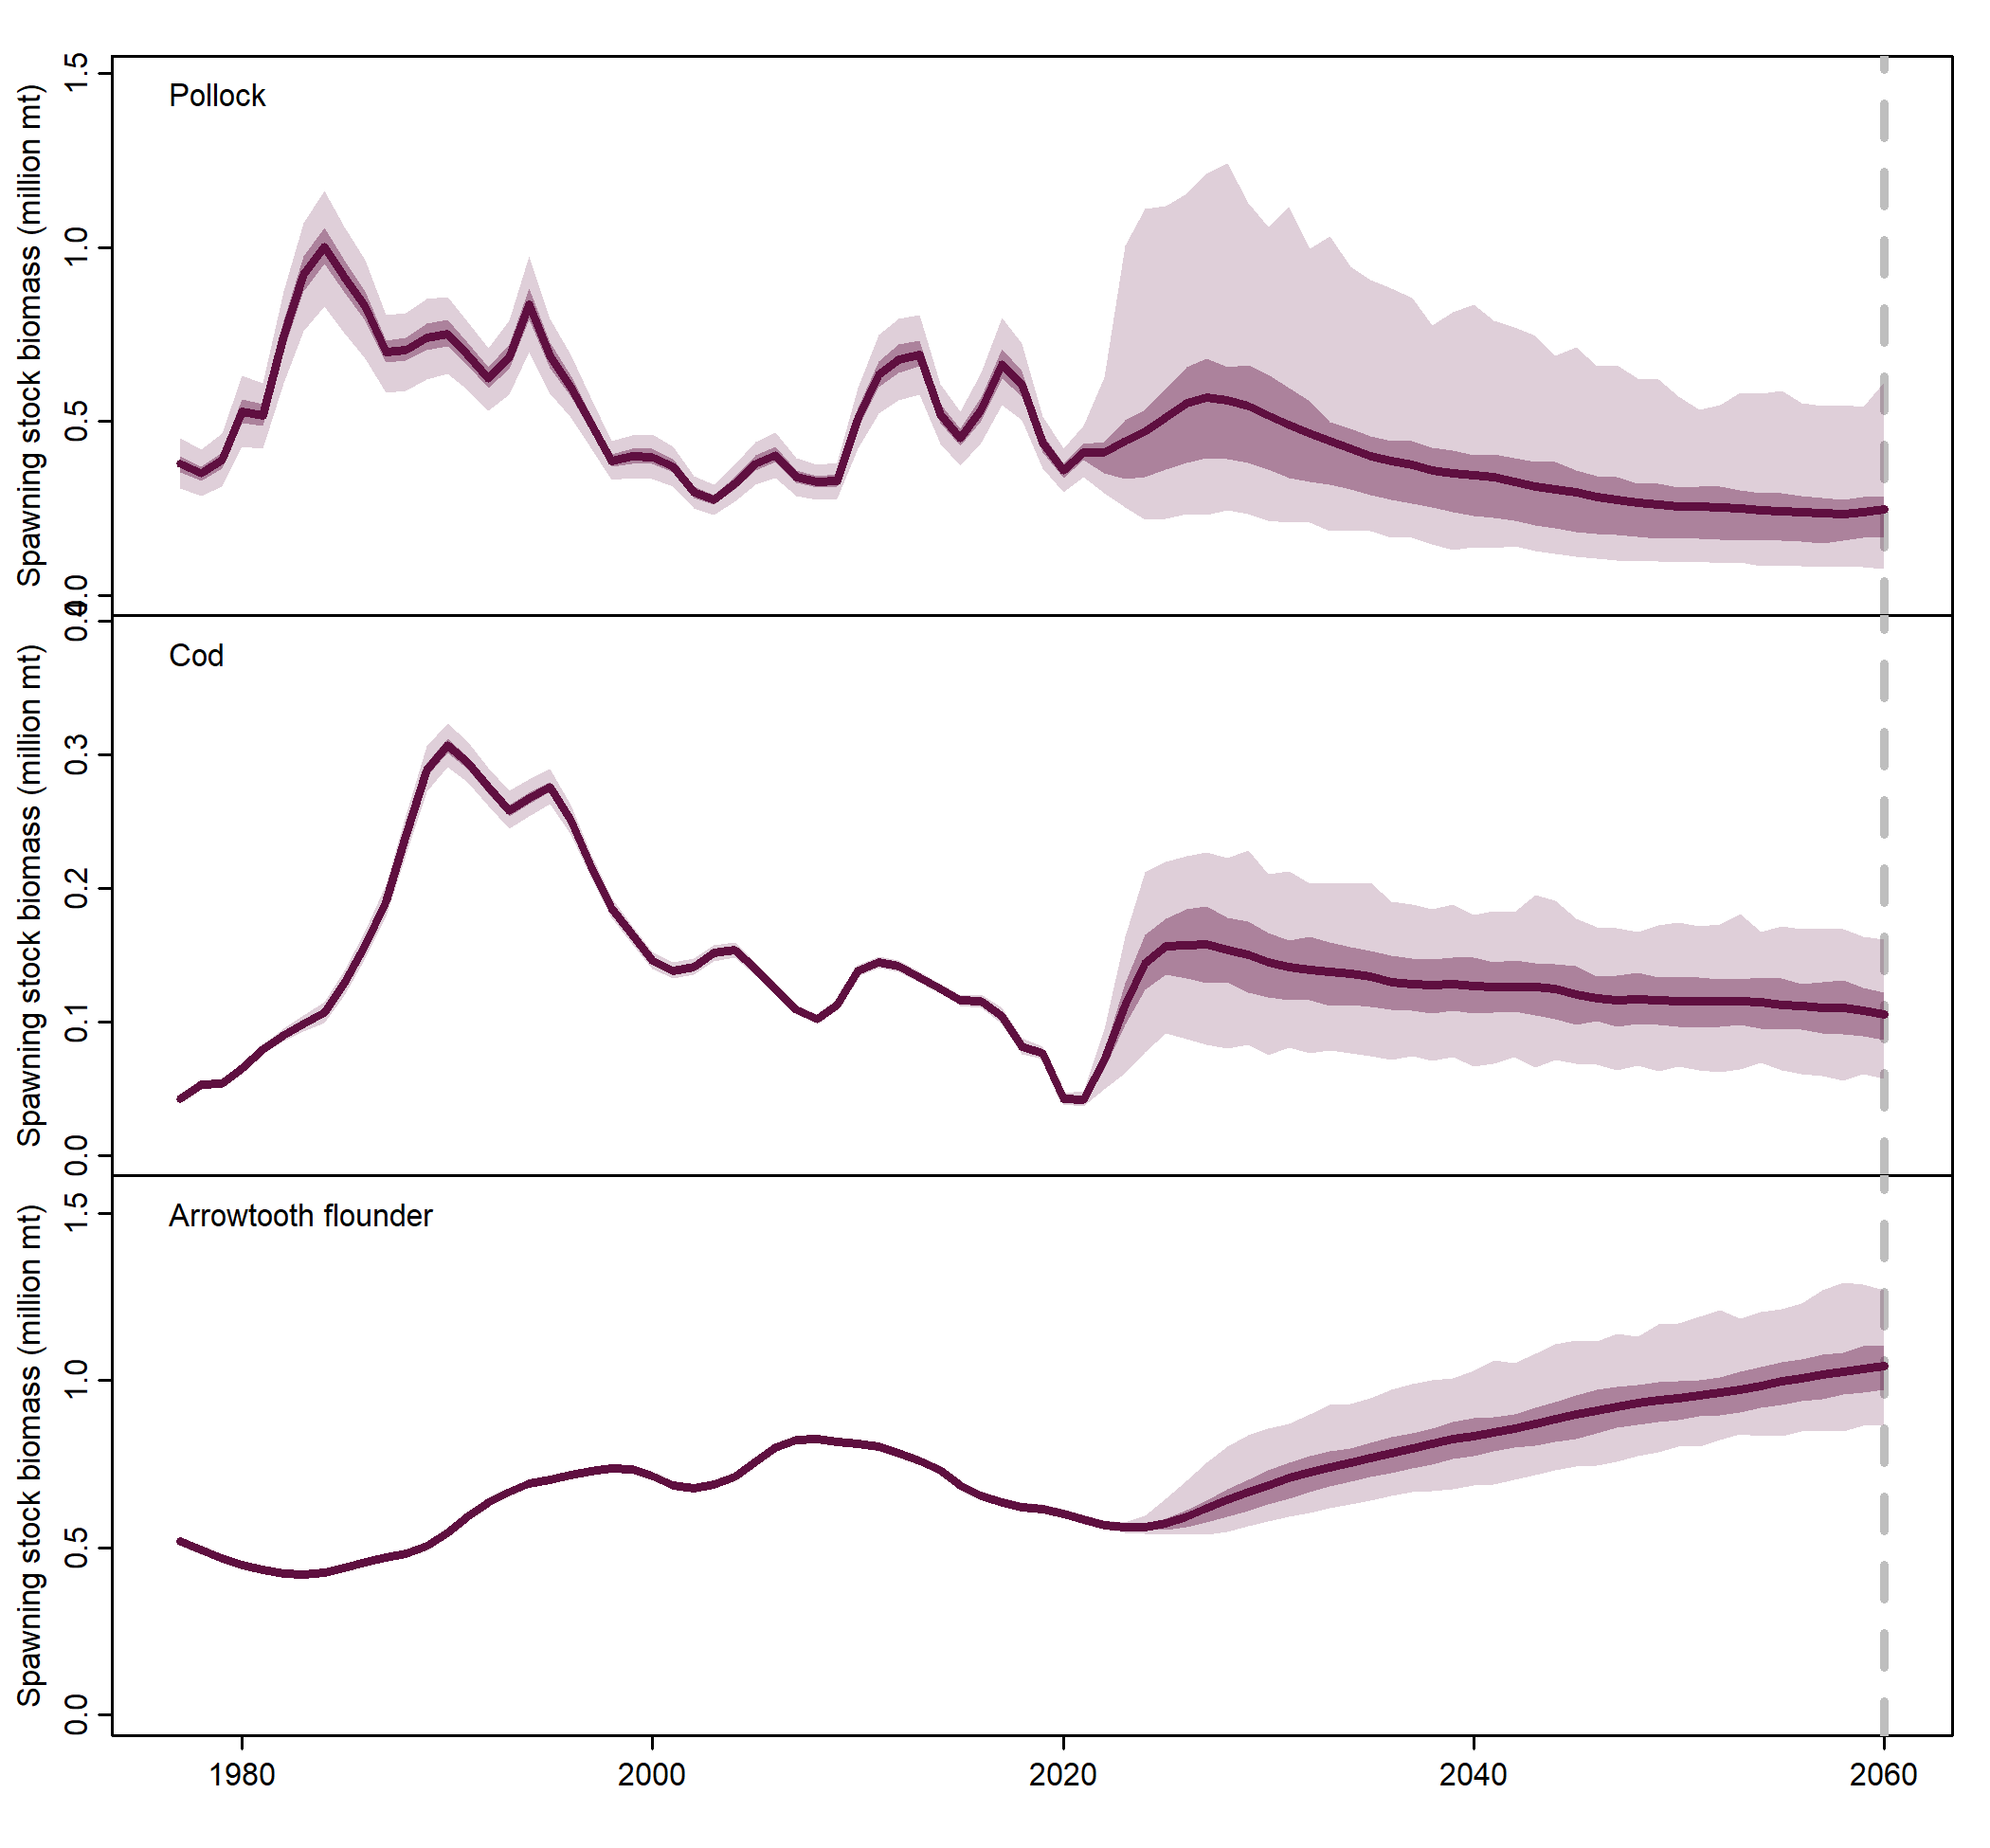 Pollock
Spawning stock biomass (million mt)
1.5
1.0
0.5
0.0
Cod
Spawning stock biomass (million mt)
0.4
0.3
0.2
0.1
0.0
Arrowtooth flounder
Spawning stock biomass (million mt)
1.5
1.0
0.5
0.0
1980 2000 2020 2040 2060